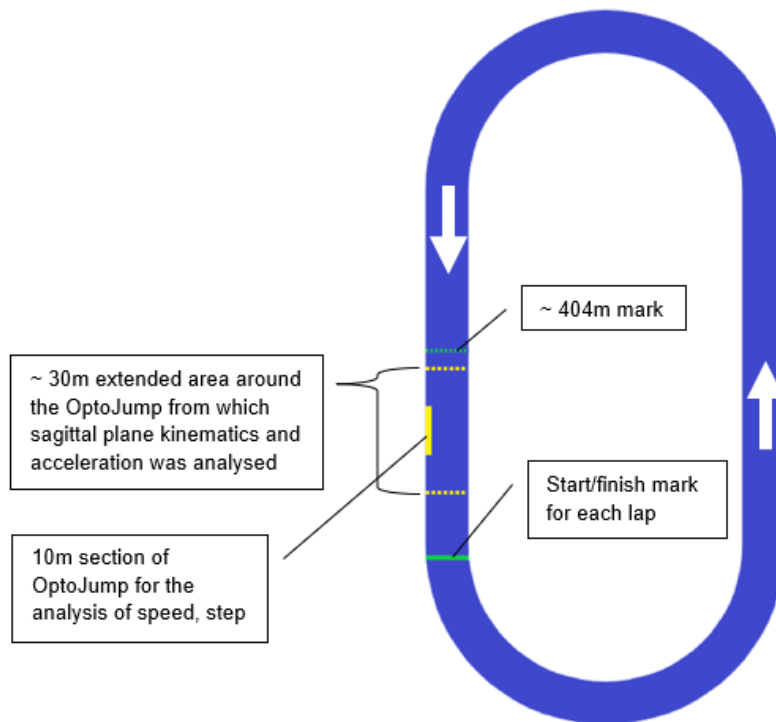 ~ 404m mark
~ 30m extended area around
the OptoJump from which
sagittal plane kinematics and
acceleration was analysed
Start/finish mark
for each lap
10m section of
OptoJump for the
analysis of speed, step